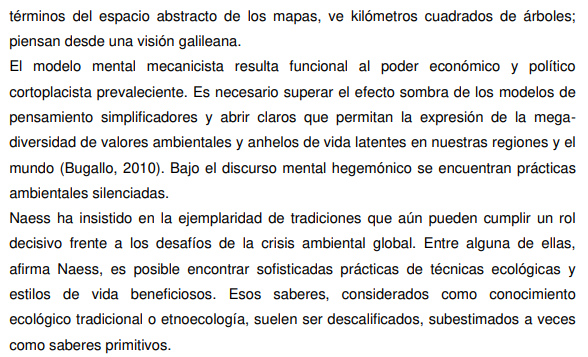 términos del espacio abstracto de los mapas, ve kilómetros cuadrados de árboles;
piensan desde una visión galileana.
El modelo mental mecanicista resulta funcional al poder económico y político
cortoplacista prevaleciente. Es necesario superar el efecto sombra de los modelos de
pensamiento simplificadores y abrir claros que permitan la expresión de la mega-
diversidad de valores ambientales y anhelos de vida latentes en nuestras regiones y el
mundo (Bugallo, 2010). Bajo el discurso mental hegemónico se encuentran prácticas
ambientales silenciadas.
Naess ha insistido en la ejemplaridad de tradiciones que aún pueden cumplir un rol
decisivo frente a los desafíos de la crisis ambiental global. Entre alguna de ellas,
afirma Naess, es posible encontrar sofisticadas prácticas de técnicas ecológicas y
estilos de vida beneficiosos. Esos saberes, considerados como conocimiento
ecológico tradicional o etnoecología, suelen ser descalificados, subestimados a veces
como saberes primitivos.